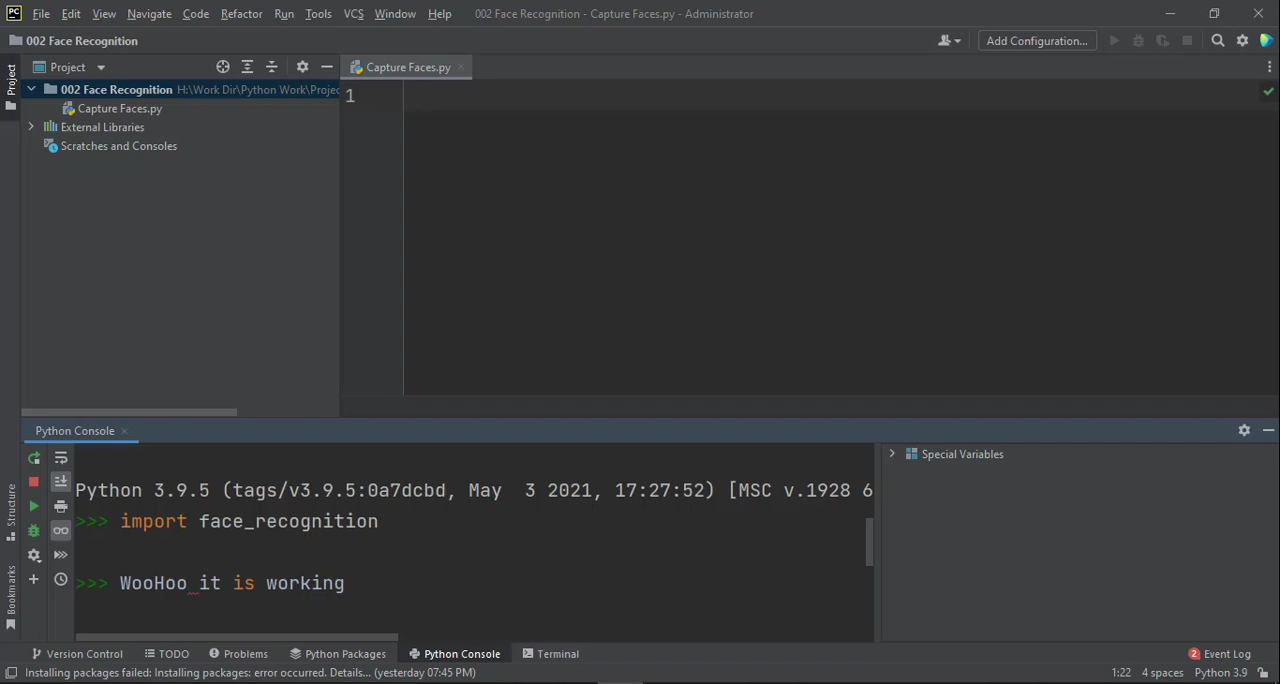 PC File Edit View Navigate Code Refactor Run Tools VCS Window Help 002 Face Recognition - Capture Faces.py - Administrator
002 Face Recognition Add Configuration...
Project Project Capture Faces.py
002 Face Recognition H:\Work Dir\Python Work\Projec
1
Capture Faces.py
External Libraries
Scratches and Consoles
Python Console
Special Variables
Python 3.9.5 (tags/v3.9.5:0a7dcbd, May  3 2021, 17:27:52) [MSC v.1928 6
>>> import face_recognition
>>> WooHoo it is working
Structure
Bookmarks
Version Control TODO Problems Python Packages Python Console Terminal 2 Event Log
Installing packages failed: Installing packages: error occurred. Details... (yesterday 07:45 PM) 1:22 4 spaces Python 3.9